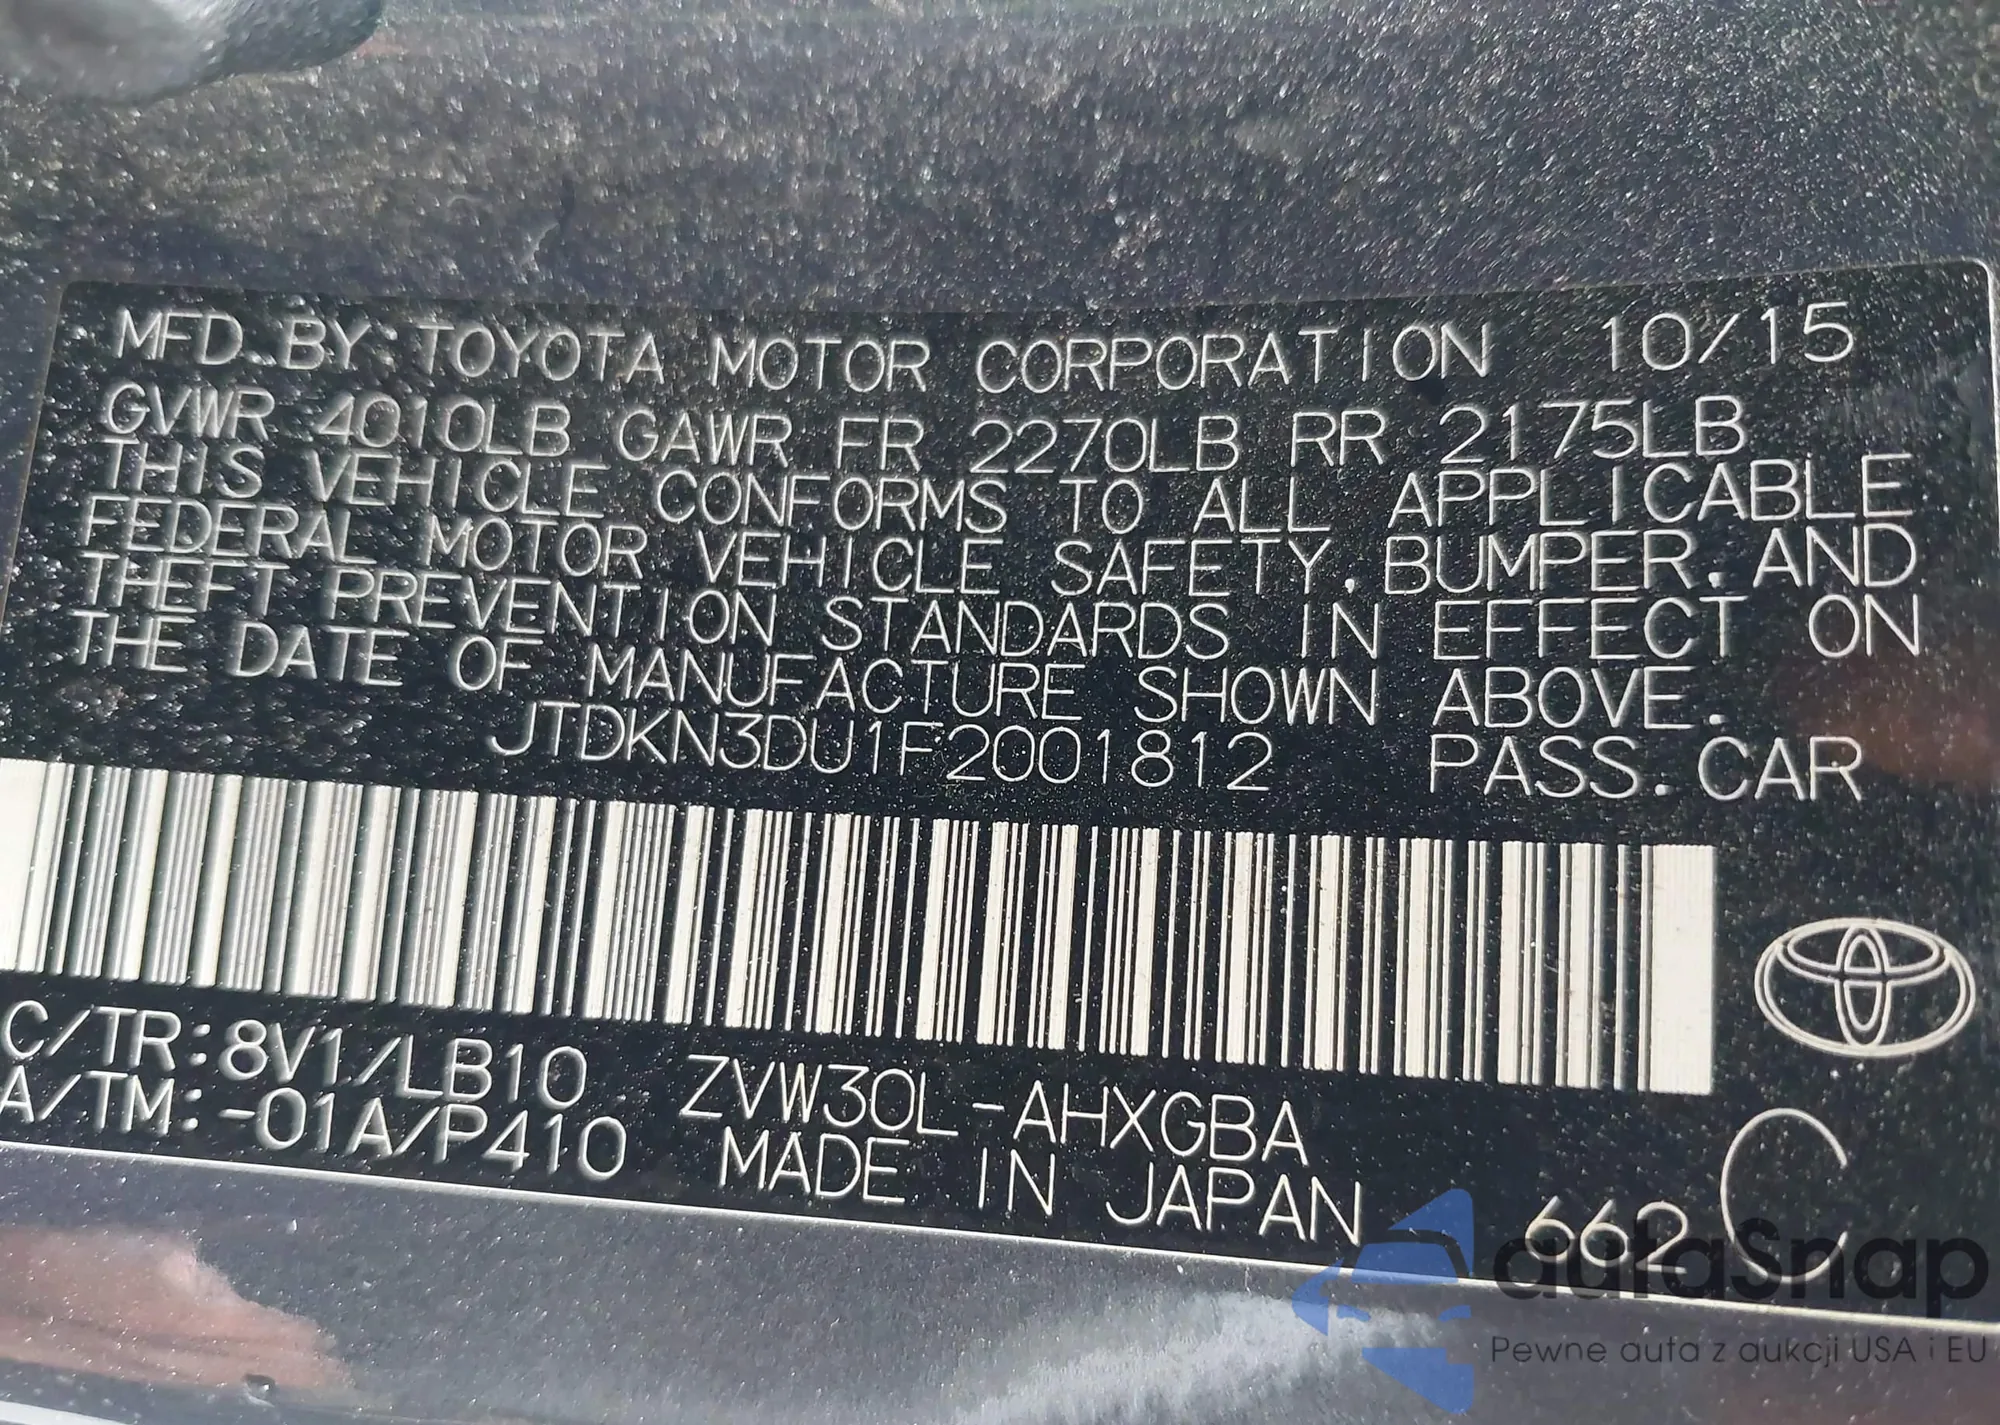 MFD. BY: TOYOTA MOTOR CORPORATION 10/15
GVWR 4010LB GAWR FR 2270LB RR 2175LB
THIS VEHICLE CONFORMS TO ALL APPLICABLE
FEDERAL MOTOR VEHICLE SAFETY, BUMPER, AND
THEFT PREVENTION STANDARDS IN EFFECT ON
THE DATE OF MANUFACTURE SHOWN ABOVE.
JTDKN3DU1F2001812 PASS. CAR
C/TR:8V1/LB10 ZVW30L-AHXGBA
A/TM:-01A/P410 MADE IN JAPAN 662 C
autaSnap
Pewne auta z aukcji USA i EU